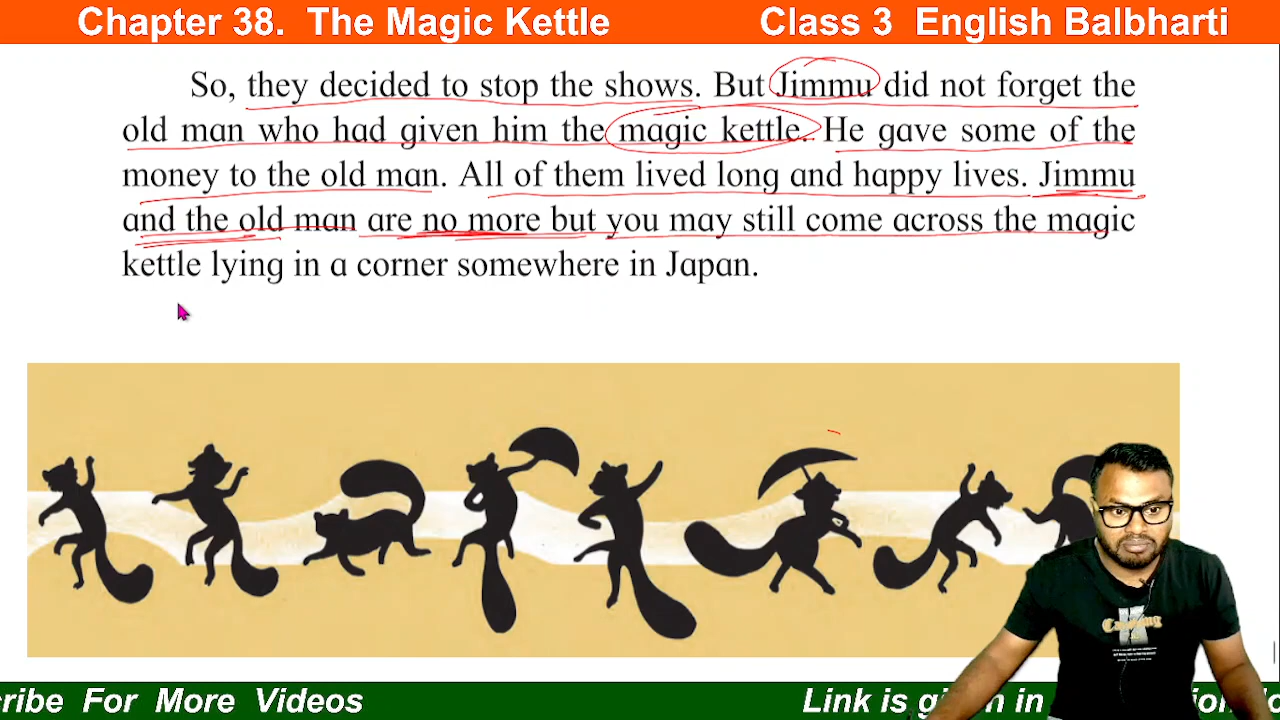 Chapter 38. The Magic Kettle
Class 3 English Balbharti
So, they decided to stop the shows. But Jimmu did not forget the
old man who had given him the magic kettle. He gave some of the
money to the old man. All of them lived long and happy lives. Jimmu
and the old man are no more but you may still come across the magic
kettle lying in a corner somewhere in Japan.
cribe For More Videos
Link is given in